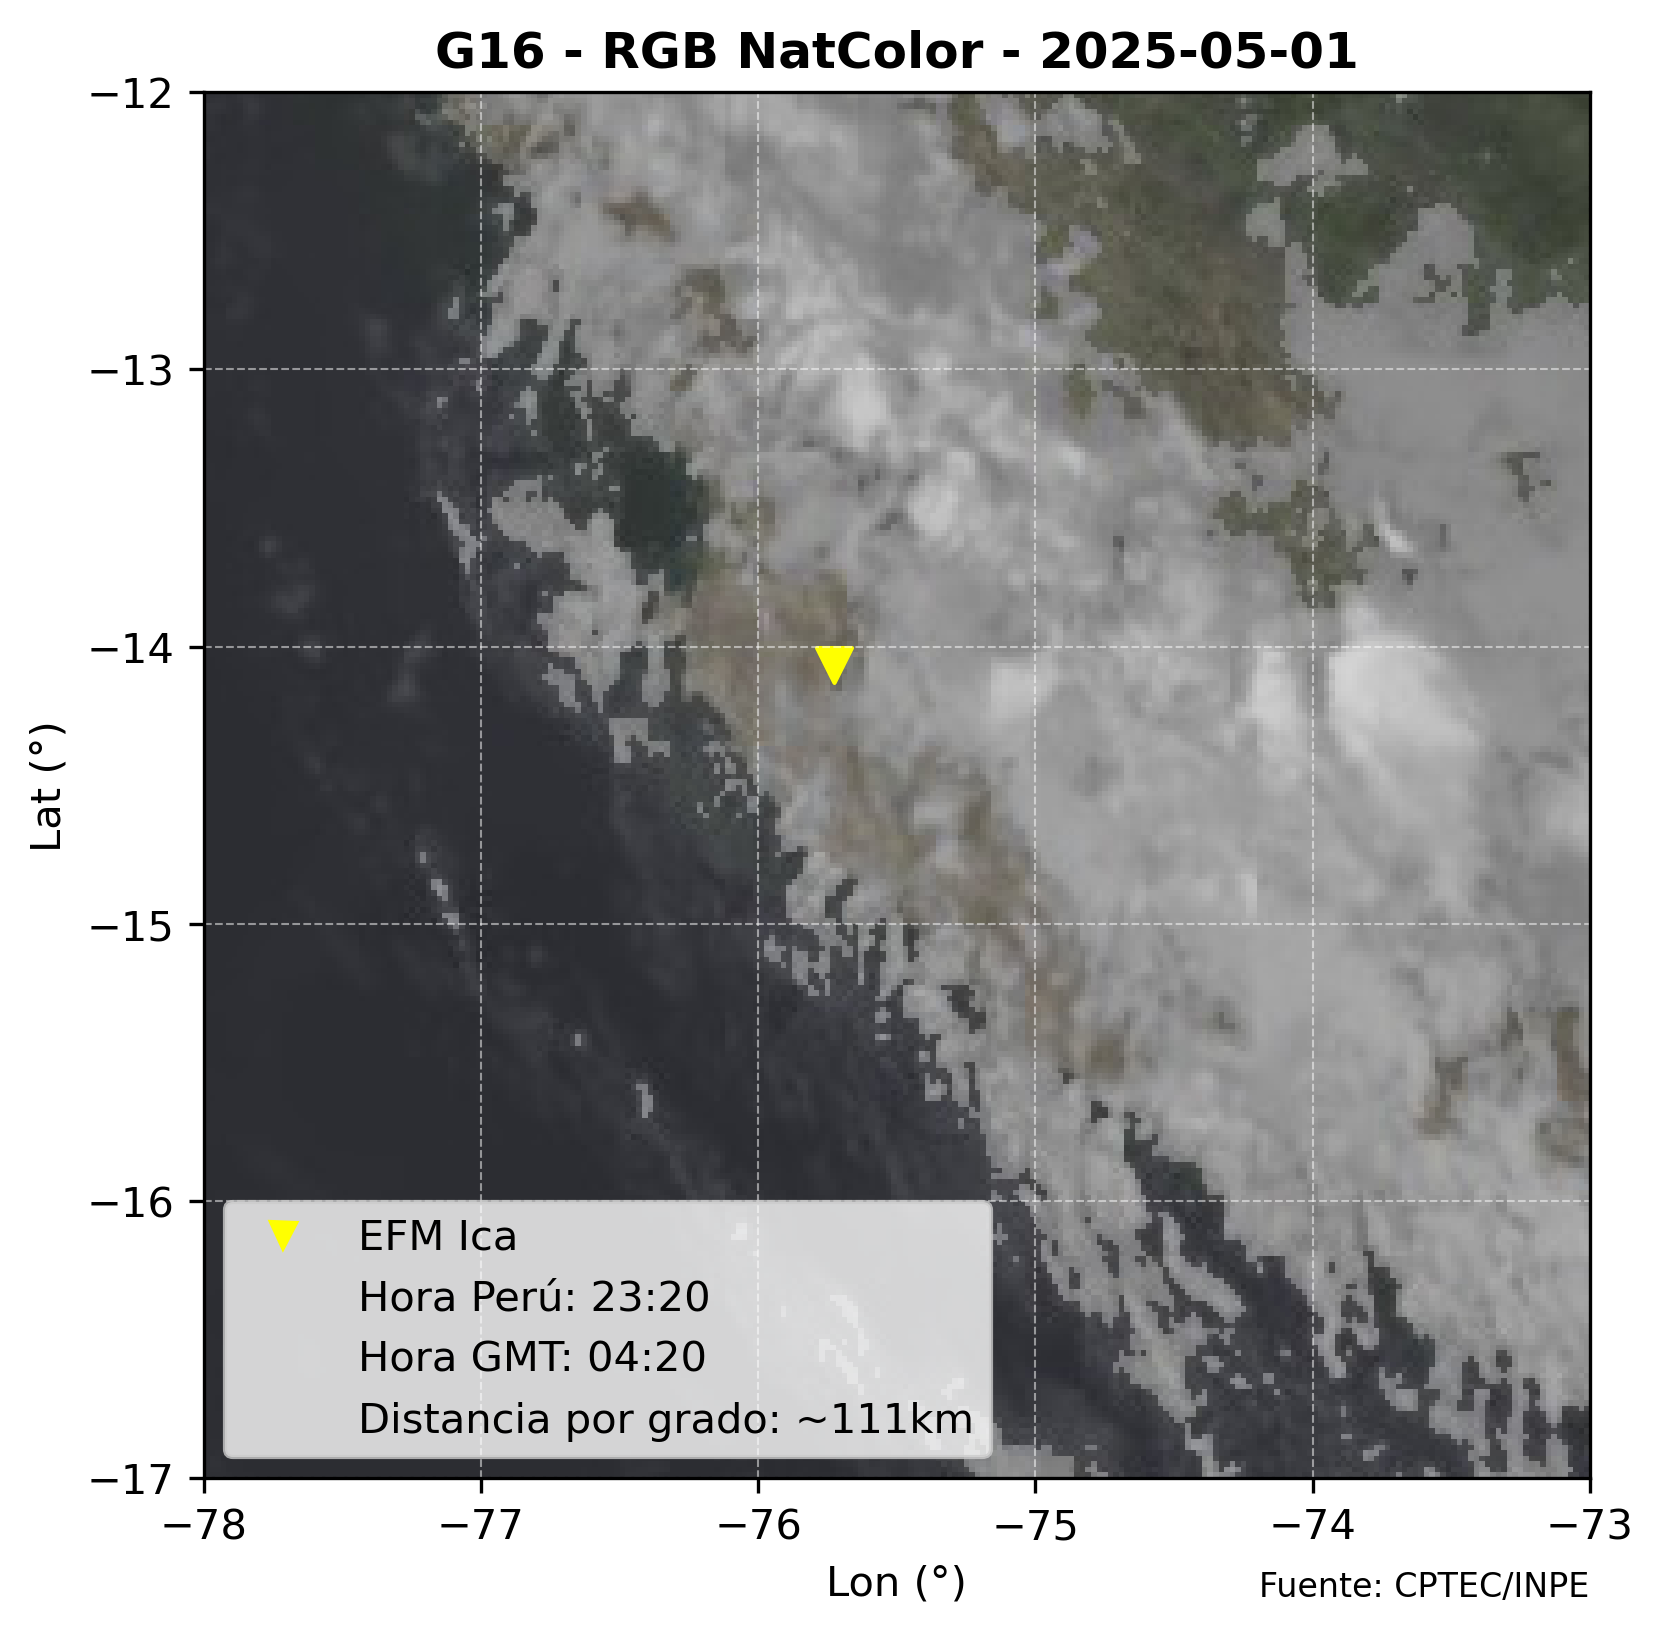 G16 - RGB NatColor - 2025-05-01
−12
−13
−14
−15
−16
−17
Lat (°)
EFM Ica
Hora Perú: 23:20
Hora GMT: 04:20
Distancia por grado: ~111km
−78 −77 −76 −75 −74 −73
Lon (°)
Fuente: CPTEC/INPE